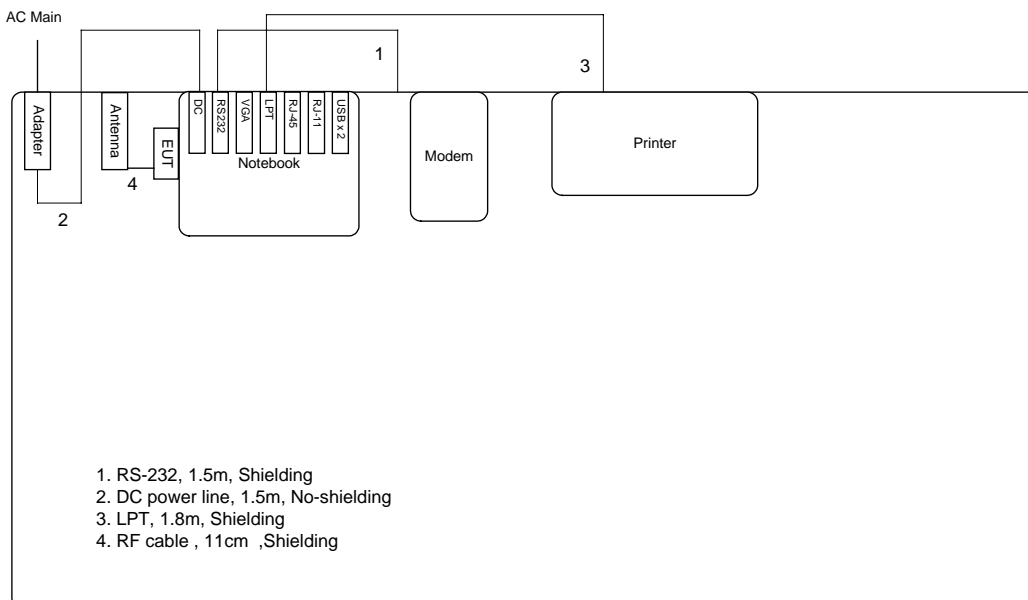 AC Main
1
3
Adapter
Antenna
EUT
DC
RS232
VGA
LPT
RJ-45
RJ-11
USB x 2
Notebook
Modem
Printer
4
2
1. RS-232, 1.5m, Shielding
2. DC power line, 1.5m, No-shielding
3. LPT, 1.8m, Shielding
4. RF cable , 11cm ,Shielding